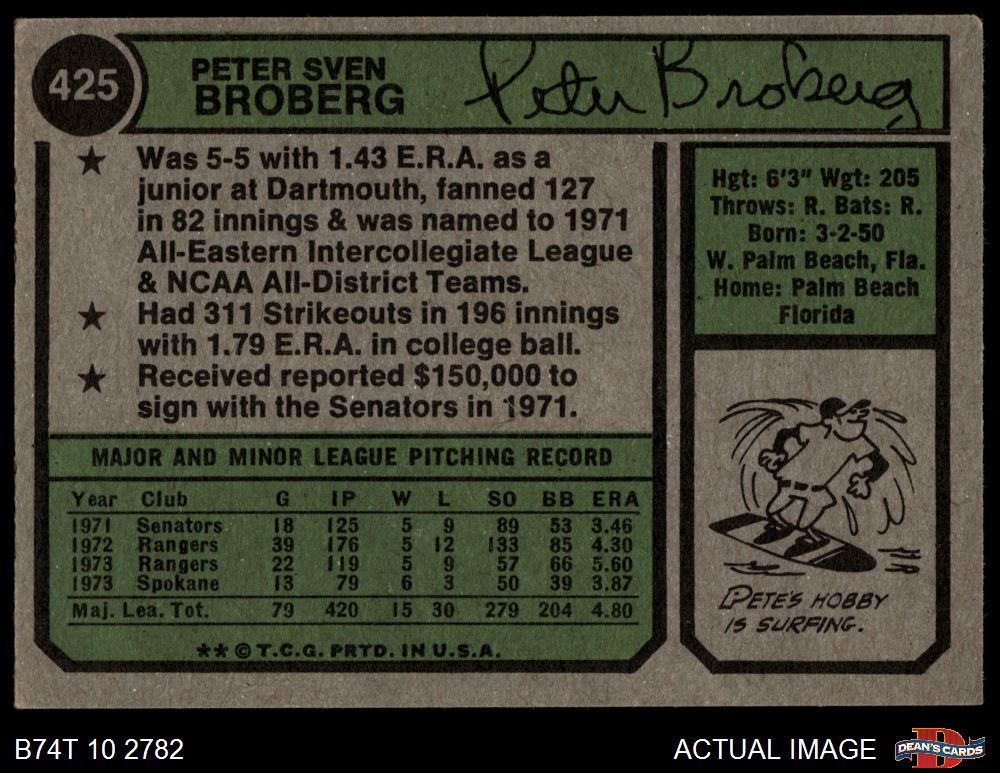 425
PETER SVEN
BROBERG
Peter Broberg
★ Was 5-5 with 1.43 E.R.A. as a
junior at Dartmouth, fanned 127
in 82 innings & was named to 1971
All-Eastern Intercollegiate League
& NCAA All-District Teams.
★ Had 311 Strikeouts in 196 innings
with 1.79 E.R.A. in college ball.
★ Received reported $150,000 to
sign with the Senators in 1971.
Hgt: 6'3" Wgt: 205
Throws: R. Bats: R.
Born: 3-2-50
W. Palm Beach, Fla.
Home: Palm Beach
Florida
MAJOR AND MINOR LEAGUE PITCHING RECORD
Year Club G IP W L SO BB ERA
1971 Senators 18 125 5 9 89 53 3.46
1972 Rangers 39 176 5 12 133 85 4.30
1973 Rangers 22 119 5 9 57 66 5.60
1973 Spokane 13 79 6 3 50 39 3.87
Maj. Lea. Tot. 79 420 15 30 279 204 4.80
** © T.C.G. PRTD. IN U.S.A.
PETE'S HOBBY
IS SURFING.
B74T 10 2782
ACTUAL IMAGE
D
DEAN'S CARDS